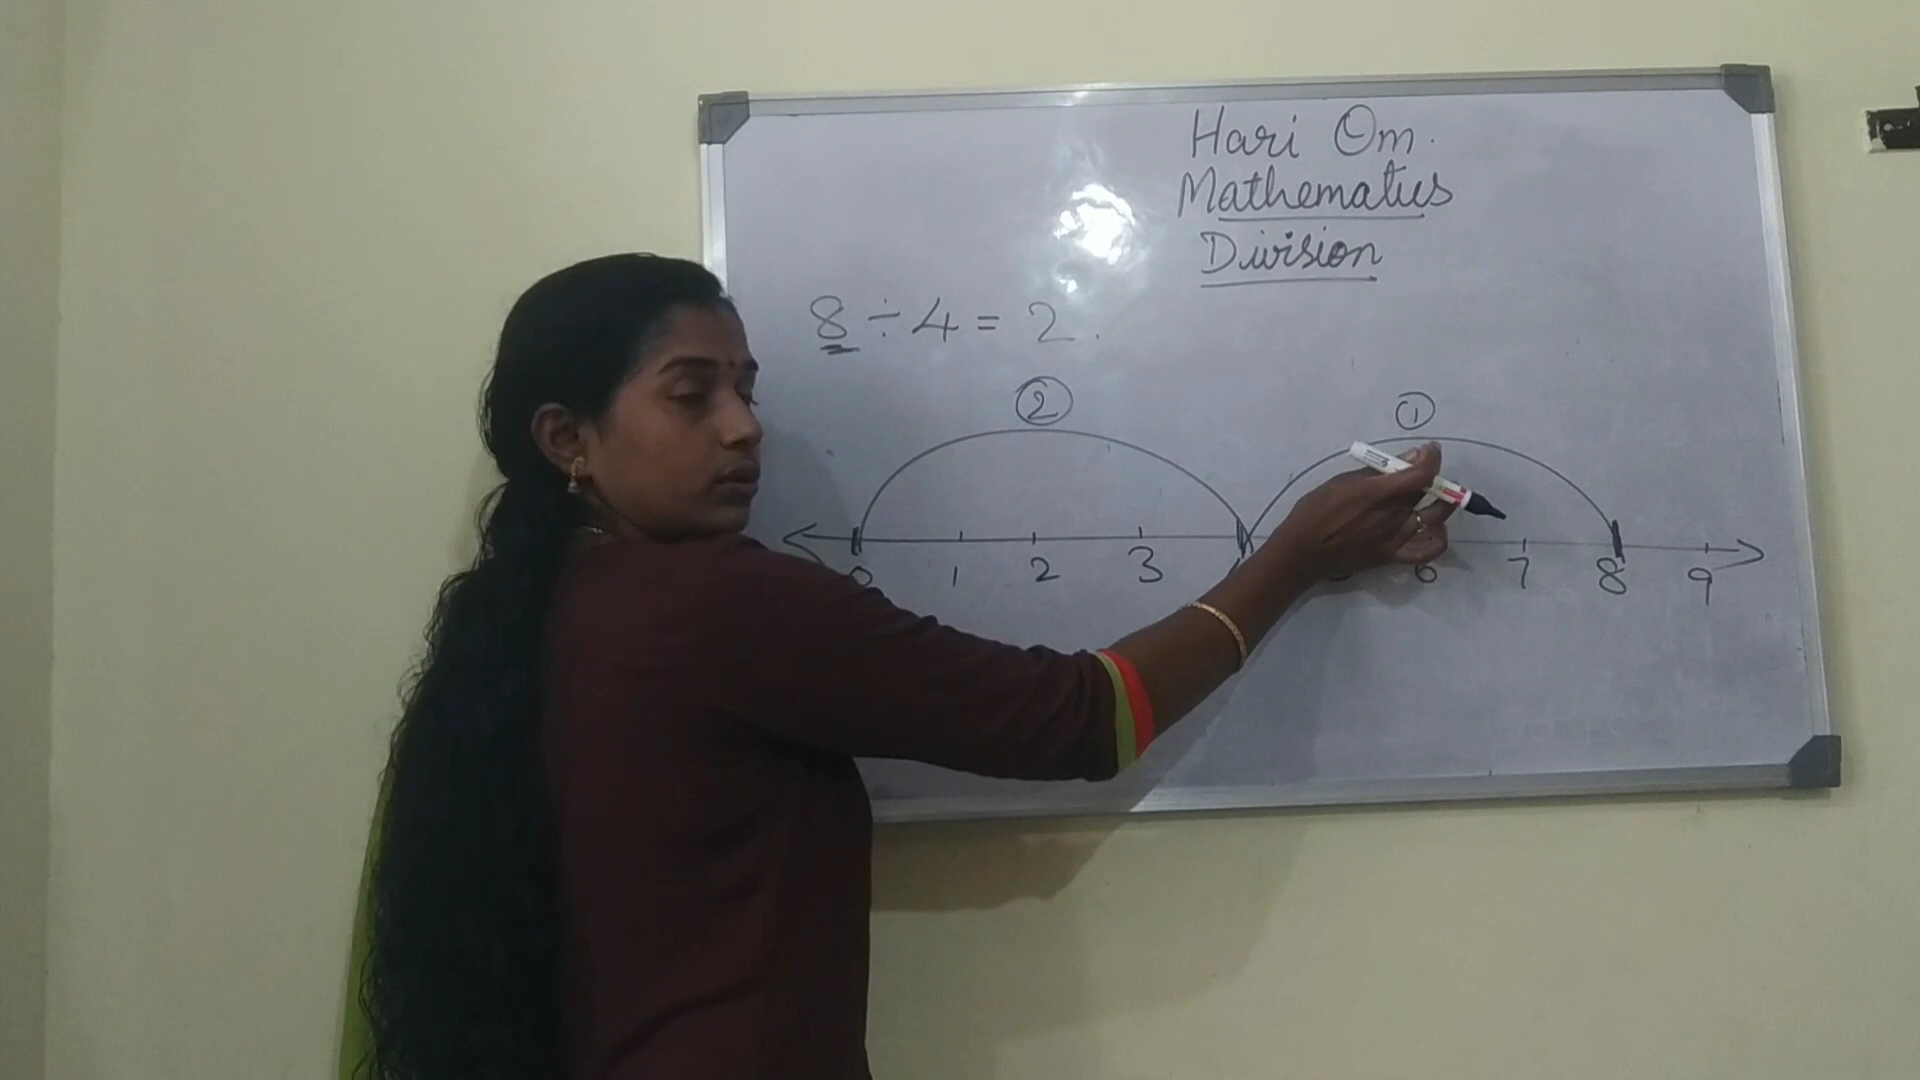 Hari Om.
Mathematics
Division
8 ÷ 4 = 2.
② ①
0 1 2 3 6 7 8 9